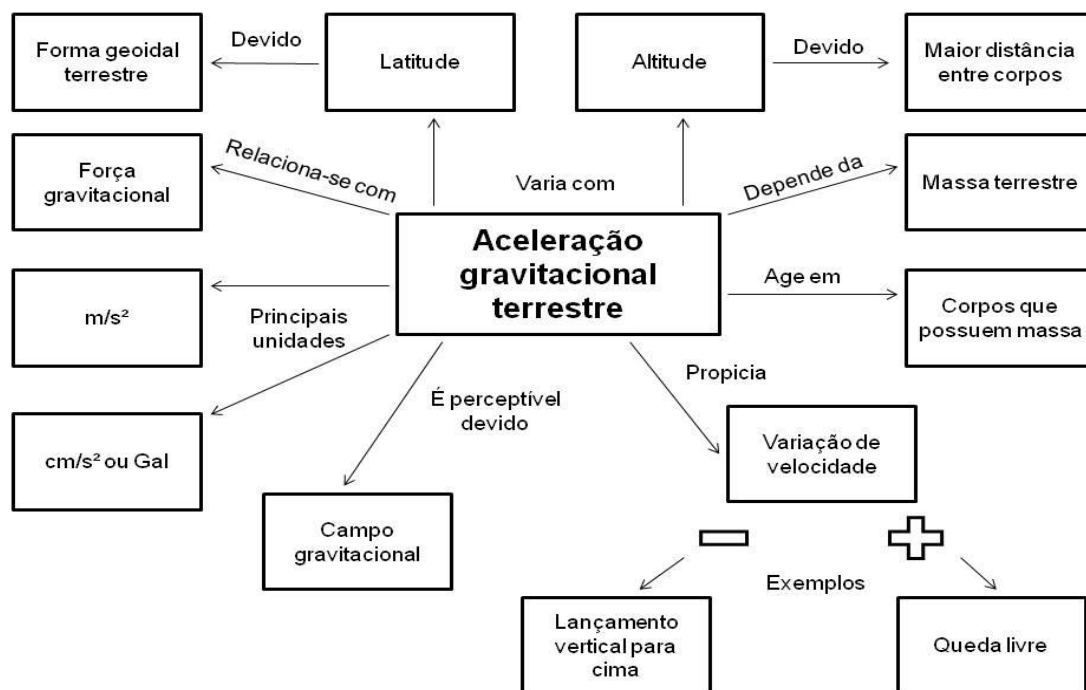 Forma geoidal
terrestre
Devido
Latitude
Altitude
Devido
Maior distância
entre corpos
Força
gravitacional
Relaciona-se com
Varia com
Depende da
Massa terrestre
Aceleração
gravitacional
terrestre
m/s²
Principais
unidades
Age em
Corpos que
possuem massa
cm/s² ou Gal
É perceptível
devido
Propicia
Variação de
velocidade
Campo
gravitacional
Exemplos
Lançamento
vertical para
cima
Queda livre